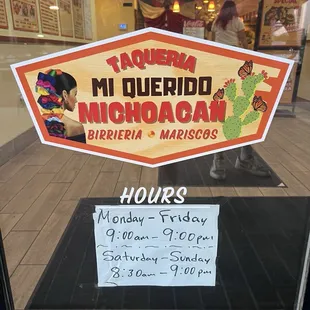 TAQUERIA
MI QUERIDO
MICHOACAN
BIRRIERIA • MARISCOS
HOURS
Monday - Friday
9:00am - 9:00pm
Saturday - Sunday
8:30am - 9:00pm